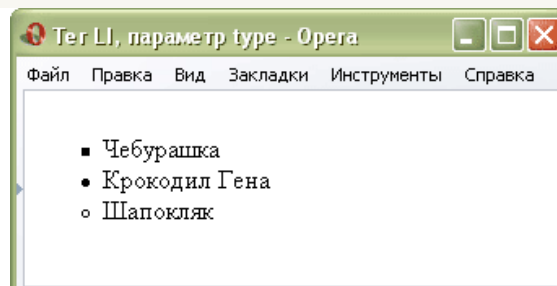 Тег LI, параметр type - Opera
Файл Правка Вид Закладки Инструменты Справка
Чебурашка
Крокодил Гена
Шапокляк